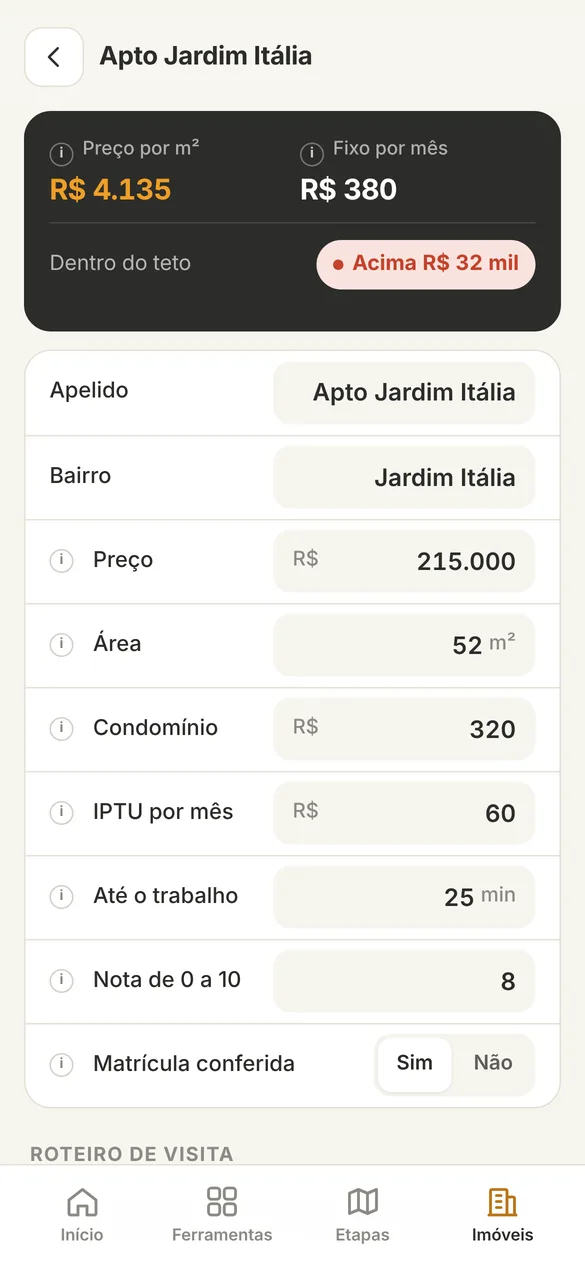 Apto Jardim Itália
Preço por m²
Fixo por mês
R$ 4.135
R$ 380
Dentro do teto
Acima R$ 32 mil
Apelido
Apto Jardim Itália
Bairro
Jardim Itália
Preço
R$ 215.000
Área
52 m²
Condomínio
R$ 320
IPTU por mês
R$ 60
Até o trabalho
25 min
Nota de 0 a 10
8
Matrícula conferida
Sim
Não
ROTEIRO DE VISITA
Início
Ferramentas
Etapas
Imóveis